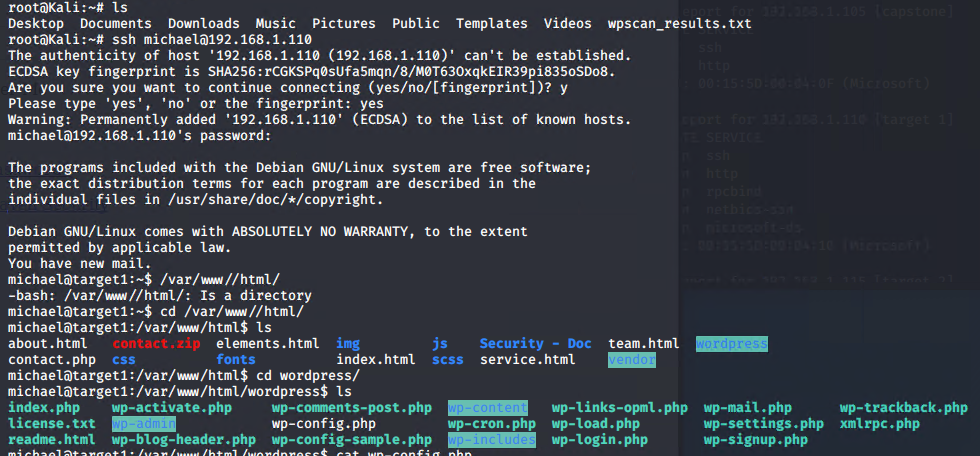 root@Kali:~# ls
Desktop  Documents  Downloads  Music  Pictures  Public  Templates  Videos  wpscan_results.txt
root@Kali:~# ssh michael@192.168.1.110
The authenticity of host '192.168.1.110 (192.168.1.110)' can't be established.
ECDSA key fingerprint is SHA256:rCGKSPq0sUfa5mqn/8/M0T63OxqkEIR39pi835oSDo8.
Are you sure you want to continue connecting (yes/no/[fingerprint])? y
Please type 'yes', 'no' or the fingerprint: yes
Warning: Permanently added '192.168.1.110' (ECDSA) to the list of known hosts.
michael@192.168.1.110's password:
The programs included with the Debian GNU/Linux system are free software;
the exact distribution terms for each program are described in the
individual files in /usr/share/doc/*/copyright.
Debian GNU/Linux comes with ABSOLUTELY NO WARRANTY, to the extent
permitted by applicable law.
You have new mail.
michael@target1:~$ /var/www//html/
-bash: /var/www//html/: Is a directory
michael@target1:~$ cd /var/www//html/
michael@target1:/var/www/html$ ls
about.html  contact.zip  elements.html  img  js  Security - Doc  team.html  wordpress
contact.php  css  fonts  index.html  scss  service.html  vendor
michael@target1:/var/www/html$ cd wordpress/
michael@target1:/var/www/html/wordpress$ ls
index.php  wp-activate.php  wp-comments-post.php  wp-content  wp-links-opml.php  wp-mail.php  wp-trackback.php
license.txt  wp-admin  wp-config.php  wp-cron.php  wp-load.php  wp-settings.php  xmlrpc.php
readme.html  wp-blog-header.php  wp-config-sample.php  wp-includes  wp-login.php  wp-signup.php
michael@target1:/var/www/html/wordpress$ cat wp-config.php
port for 192.168.1.105 [capstone]
SERVICE
ssh
http
: 00:15:5D:00:04:0F (Microsoft)
port for 192.168.1.110 [target 1]
TE SERVICE
ssh
http
rpcbind
netbios-ssn
microsoft-ds
: 00:15:5D:00:04:10 (Microsoft)